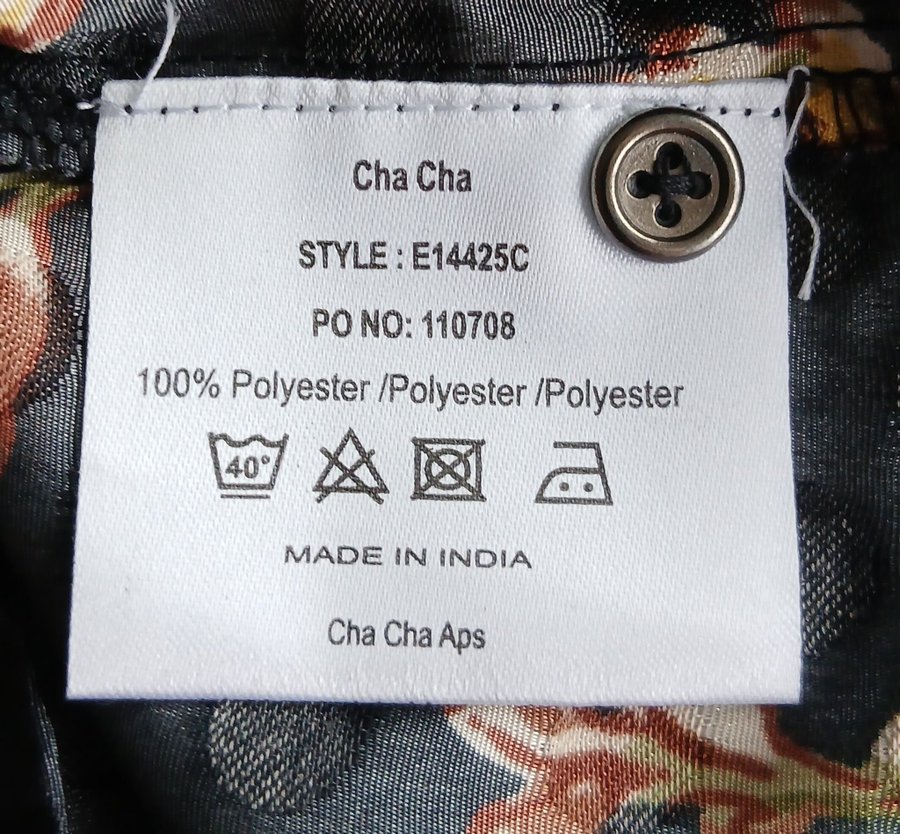 Cha Cha
STYLE : E14425C
PO NO: 110708
100% Polyester /Polyester /Polyester
40°
MADE IN INDIA
Cha Cha Aps